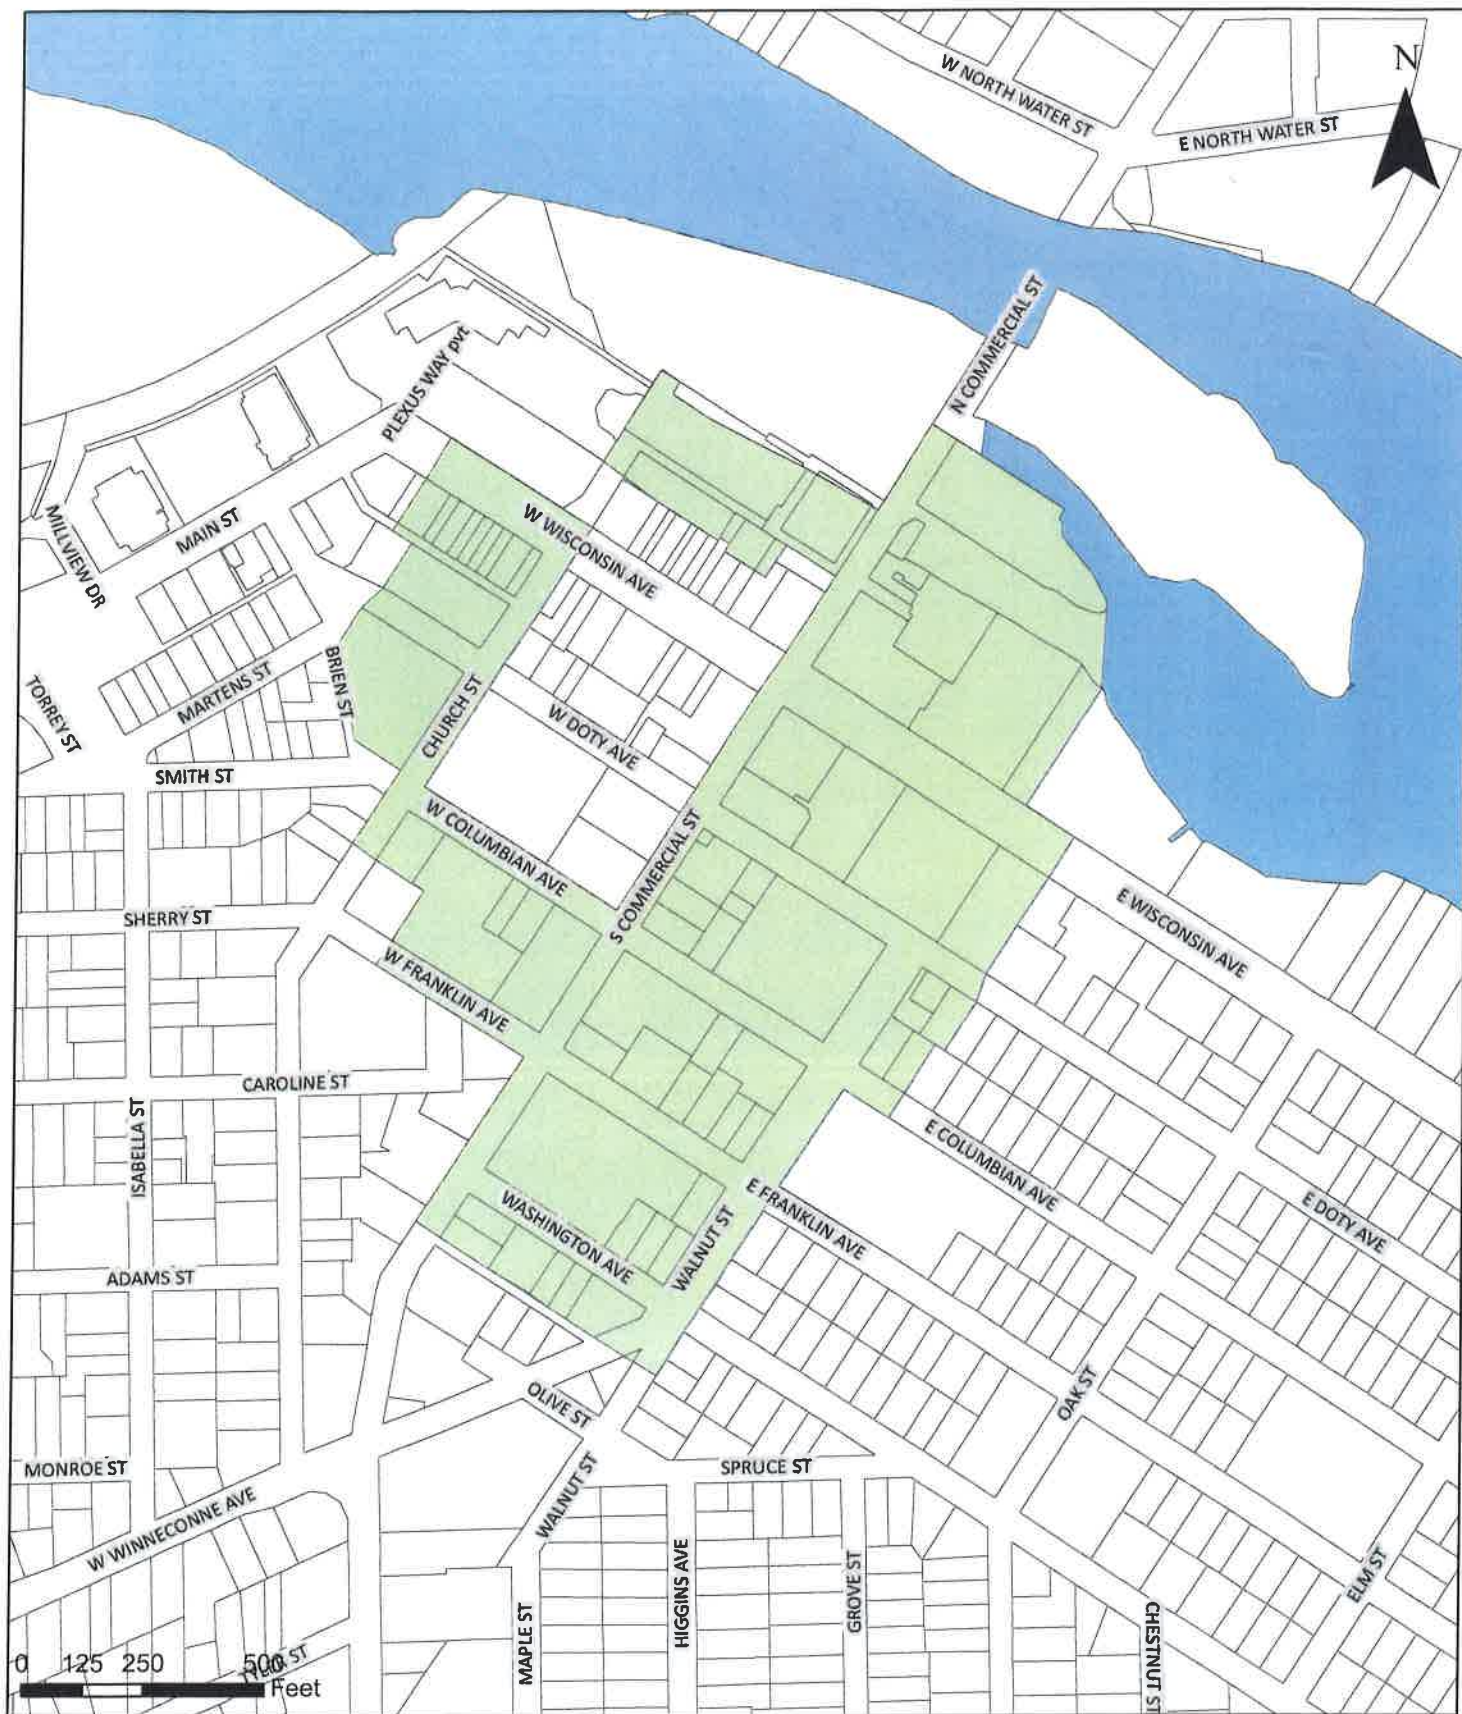 W NORTH WATER ST
N
E NORTH WATER ST
N COMMERCIAL ST
PLEXUS WAY pvt
MAIN ST
MILLVIEW DR
W WISCONSIN AVE
MARTENS ST
BRIEN ST
TORREY ST
CHURCH ST
W DOTY AVE
SMITH ST
W COLUMBIAN AVE
S COMMERCIAL ST
SHERRY ST
E WISCONSIN AVE
W FRANKLIN AVE
CAROLINE ST
ISABELLA ST
E COLUMBIAN AVE
E FRANKLIN AVE
WASHINGTON AVE
WALNUT ST
E DOTY AVE
ADAMS ST
OLIVE ST
OAK ST
MONROE ST
SPRUCE ST
WALNUT ST
W WINNECONNE AVE
HIGGINS AVE
GROVE ST
ELM ST
MAPLE ST
CHESTNUT ST
0 125 250 500
Feet